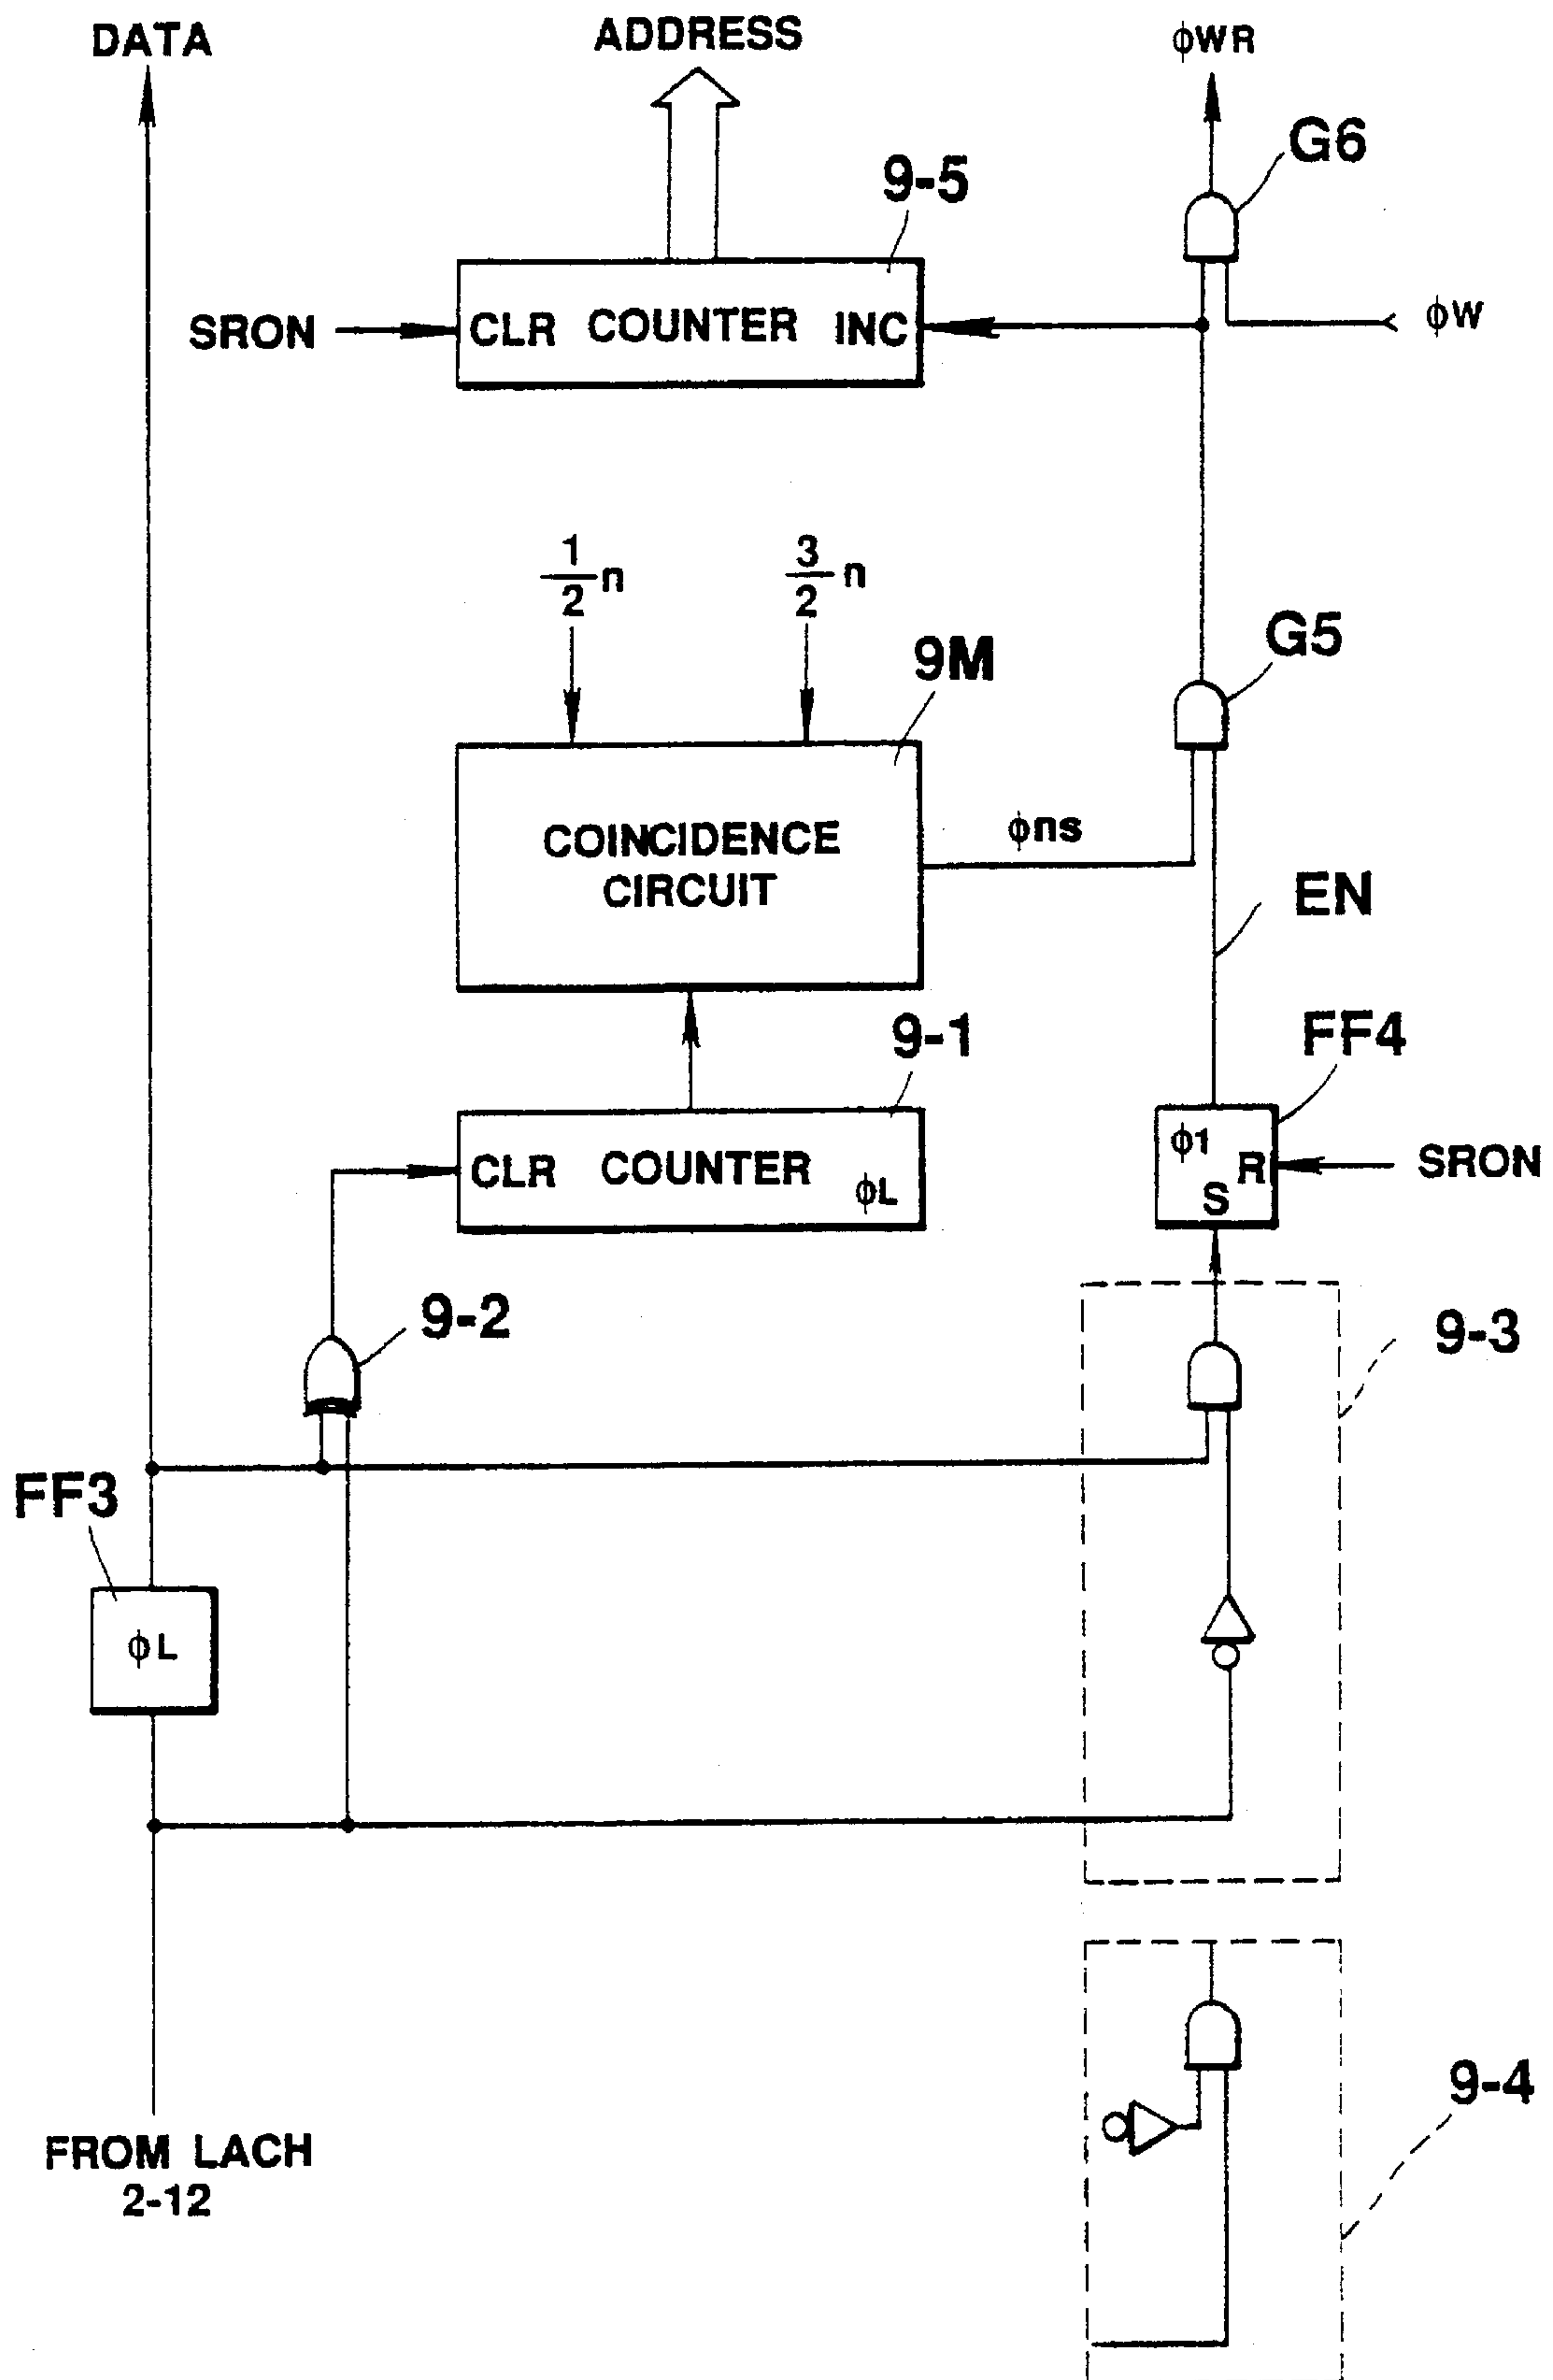 DATA
ADDRESS
ϕWR
G6
9-5
SRON
CLR COUNTER INC
ϕW
1/2 n
3/2 n
G5
9M
COINCIDENCE
CIRCUIT
ϕns
EN
9-1
FF4
CLR COUNTER ϕL
ϕ1
R
S
SRON
9-2
9-3
FF3
ϕL
9-4
FROM LACH
2-12